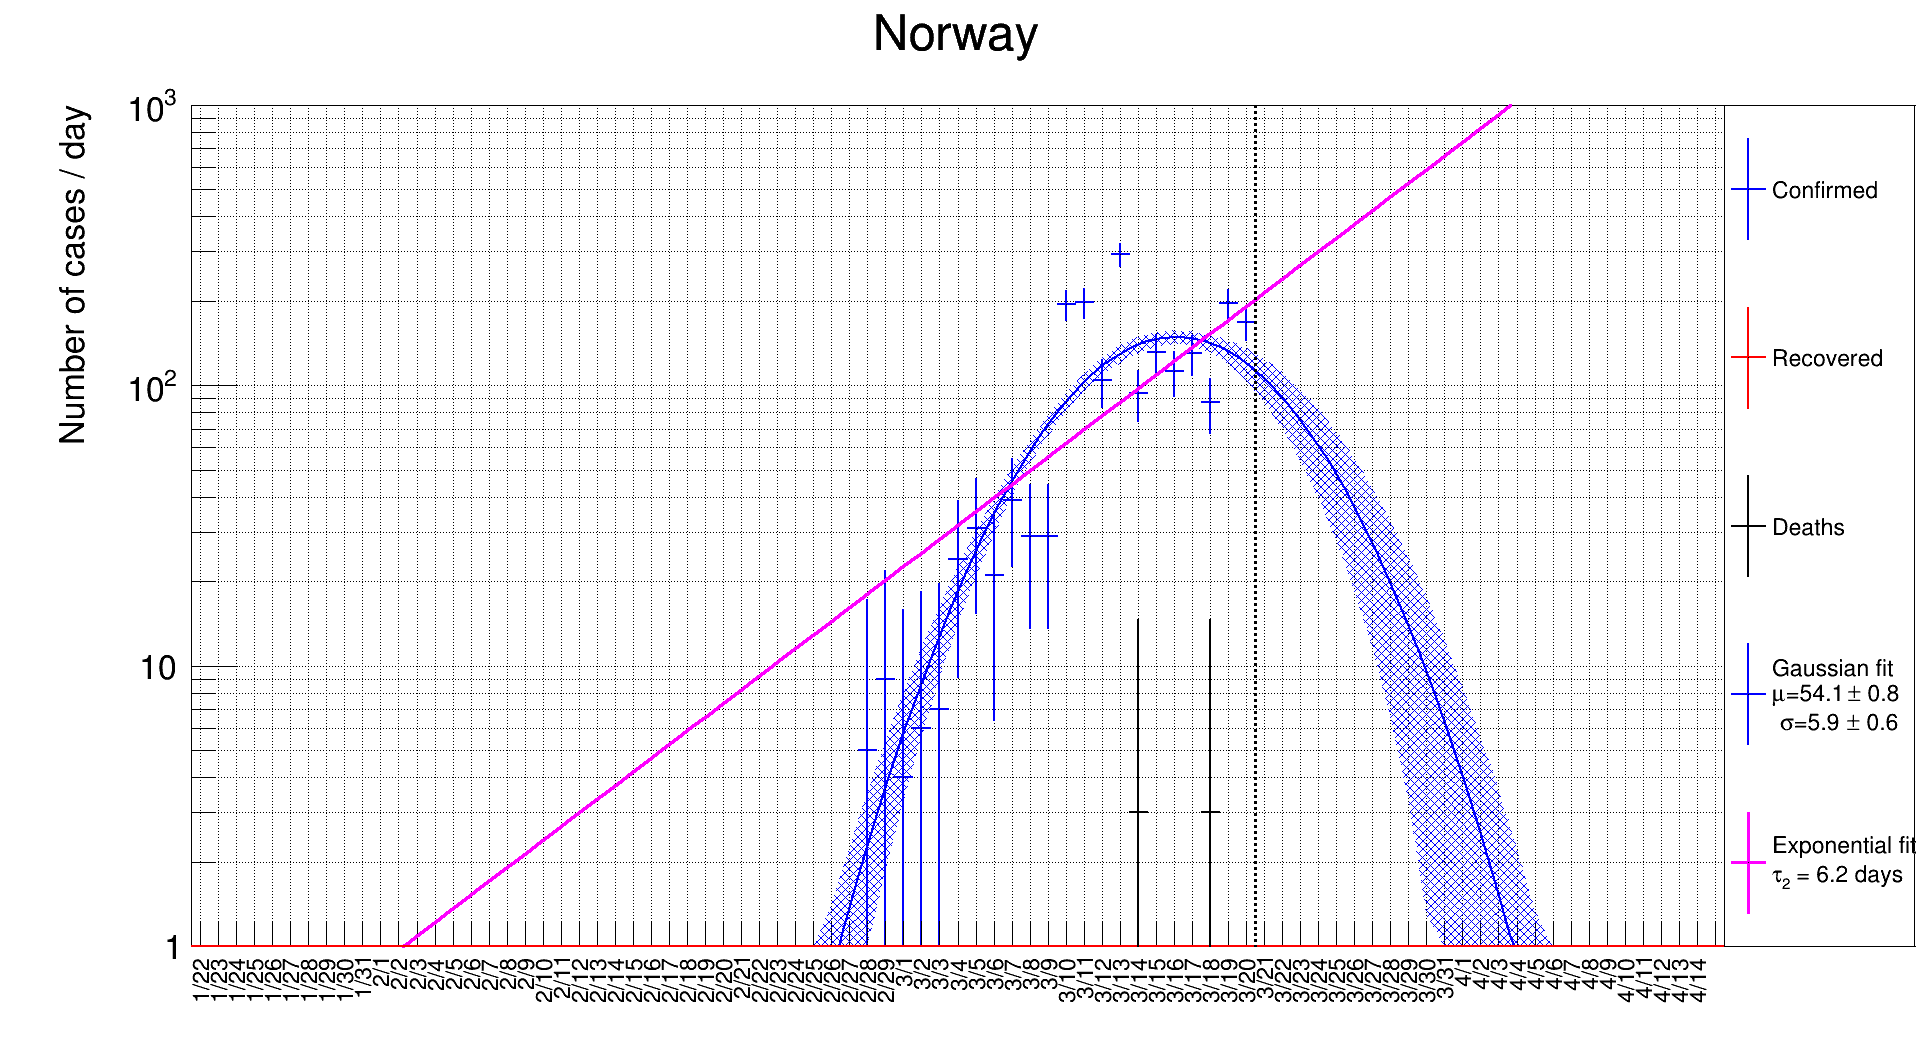 Norway
Number of cases / day
10³
10²
10
1
1/22 1/23 1/24 1/25 1/26 1/27 1/28 1/29 1/30 1/31 2/1 2/2 2/3 2/4 2/5 2/6 2/7 2/8 2/9 2/10 2/11 2/12 2/13 2/14 2/15 2/16 2/17 2/18 2/19 2/20 2/21 2/22 2/23 2/24 2/25 2/26 2/27 2/28 2/29 3/1 3/2 3/3 3/4 3/5 3/6 3/7 3/8 3/9 3/10 3/11 3/12 3/13 3/14 3/15 3/16 3/17 3/18 3/19 3/20 3/21 3/22 3/23 3/24 3/25 3/26 3/27 3/28 3/29 3/30 3/31 4/1 4/2 4/3 4/4 4/5 4/6 4/7 4/8 4/9 4/10 4/11 4/12 4/13 4/14
Confirmed
Recovered
Deaths
Gaussian fit
μ=54.1 ± 0.8
σ=5.9 ± 0.6
Exponential fit
τ₂ = 6.2 days